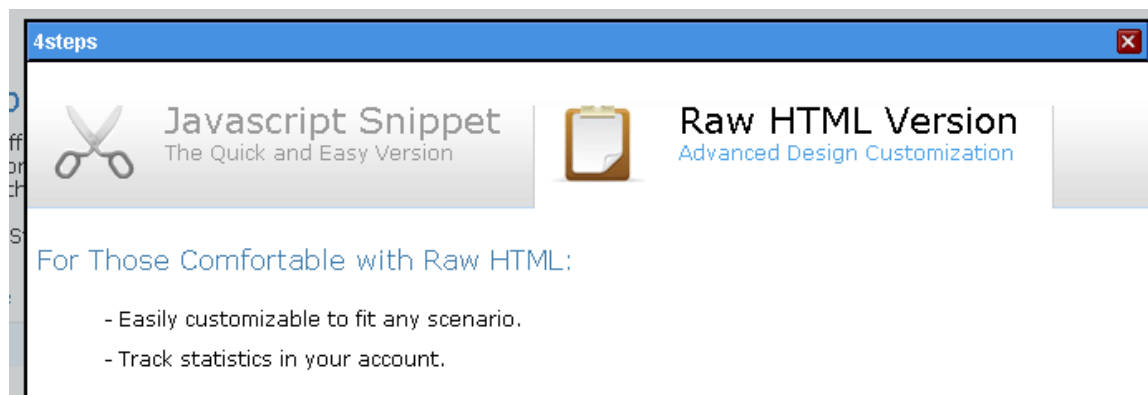 4steps
Javascript Snippet
The Quick and Easy Version
Raw HTML Version
Advanced Design Customization
For Those Comfortable with Raw HTML:
- Easily customizable to fit any scenario.
- Track statistics in your account.